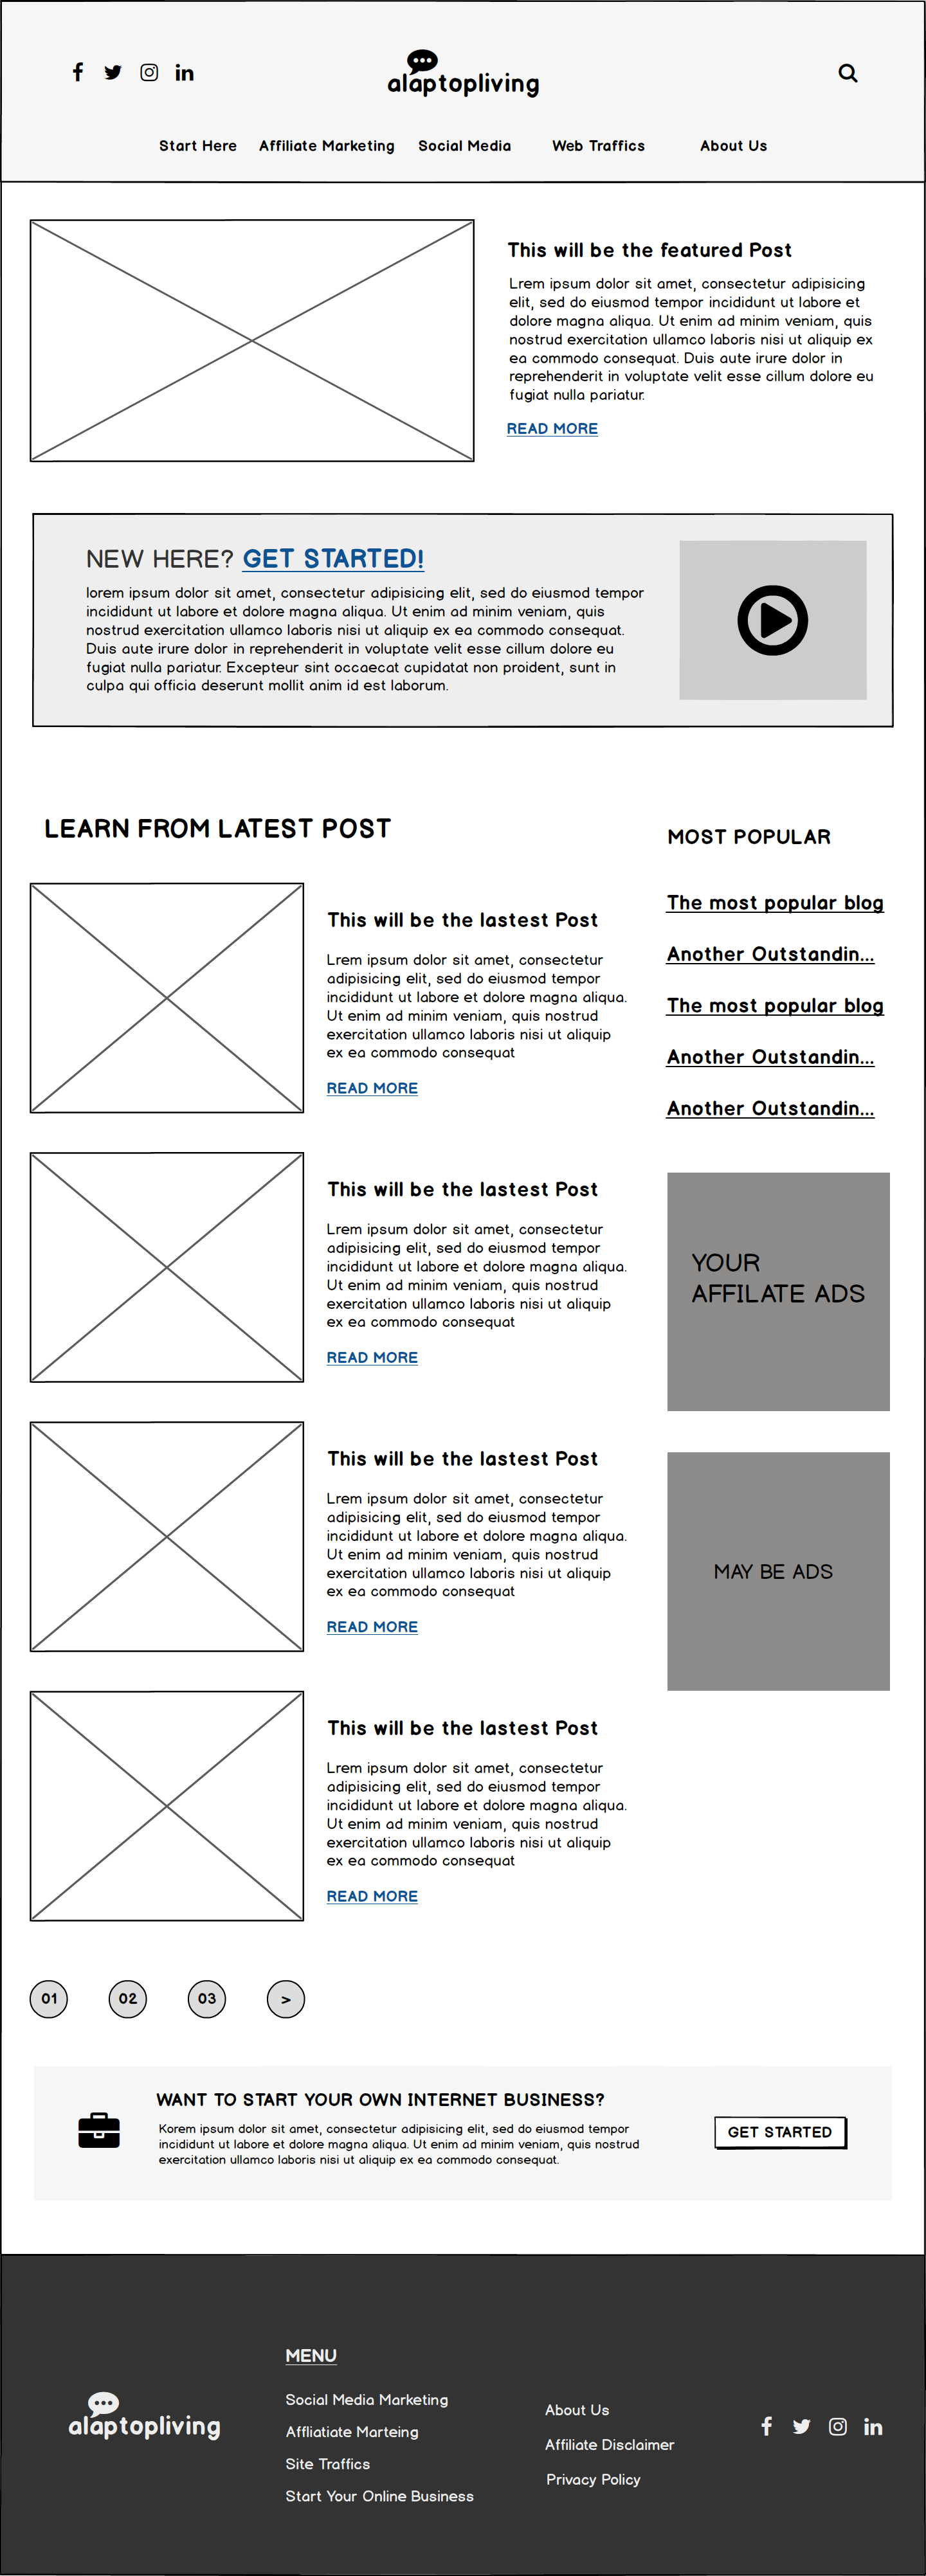 alaptopliving
Start Here
Affiliate Marketing
Social Media
Web Traffics
About Us
This will be the featured Post
Lrem ipsum dolor sit amet, consectetur adipisicing
elit, sed do eiusmod tempor incididunt ut labore et
dolore magna aliqua. Ut enim ad minim veniam, quis
nostrud exercitation ullamco laboris nisi ut aliquip ex
ea commodo consequat. Duis aute irure dolor in
reprehenderit in voluptate velit esse cillum dolore eu
fugiat nulla pariatur.
READ MORE
NEW HERE? GET STARTED!
lorem ipsum dolor sit amet, consectetur adipisicing elit, sed do eiusmod tempor
incididunt ut labore et dolore magna aliqua. Ut enim ad minim veniam, quis
nostrud exercitation ullamco laboris nisi ut aliquip ex ea commodo consequat.
Duis aute irure dolor in reprehenderit in voluptate velit esse cillum dolore eu
fugiat nulla pariatur. Excepteur sint occaecat cupidatat non proident, sunt in
culpa qui officia deserunt mollit anim id est laborum.
LEARN FROM LATEST POST
This will be the lastest Post
Lrem ipsum dolor sit amet, consectetur
adipisicing elit, sed do eiusmod tempor
incididunt ut labore et dolore magna aliqua.
Ut enim ad minim veniam, quis nostrud
exercitation ullamco laboris nisi ut aliquip
ex ea commodo consequat
READ MORE
This will be the lastest Post
Lrem ipsum dolor sit amet, consectetur
adipisicing elit, sed do eiusmod tempor
incididunt ut labore et dolore magna aliqua.
Ut enim ad minim veniam, quis nostrud
exercitation ullamco laboris nisi ut aliquip
ex ea commodo consequat
READ MORE
This will be the lastest Post
Lrem ipsum dolor sit amet, consectetur
adipisicing elit, sed do eiusmod tempor
incididunt ut labore et dolore magna aliqua.
Ut enim ad minim veniam, quis nostrud
exercitation ullamco laboris nisi ut aliquip
ex ea commodo consequat
READ MORE
This will be the lastest Post
Lrem ipsum dolor sit amet, consectetur
adipisicing elit, sed do eiusmod tempor
incididunt ut labore et dolore magna aliqua.
Ut enim ad minim veniam, quis nostrud
exercitation ullamco laboris nisi ut aliquip
ex ea commodo consequat
READ MORE
MOST POPULAR
The most popular blog
Another Outstandin...
The most popular blog
Another Outstandin...
Another Outstandin...
YOUR
AFFILATE ADS
MAY BE ADS
01
02
03
>
WANT TO START YOUR OWN INTERNET BUSINESS?
Korem ipsum dolor sit amet, consectetur adipisicing elit, sed do eiusmod tempor
incididunt ut labore et dolore magna aliqua. Ut enim ad minim veniam, quis nostrud
exercitation ullamco laboris nisi ut aliquip ex ea commodo consequat.
GET STARTED
alaptopliving
MENU
Social Media Marketing
Affliatiate Marteing
Site Traffics
Start Your Online Business
About Us
Affiliate Disclaimer
Privacy Policy